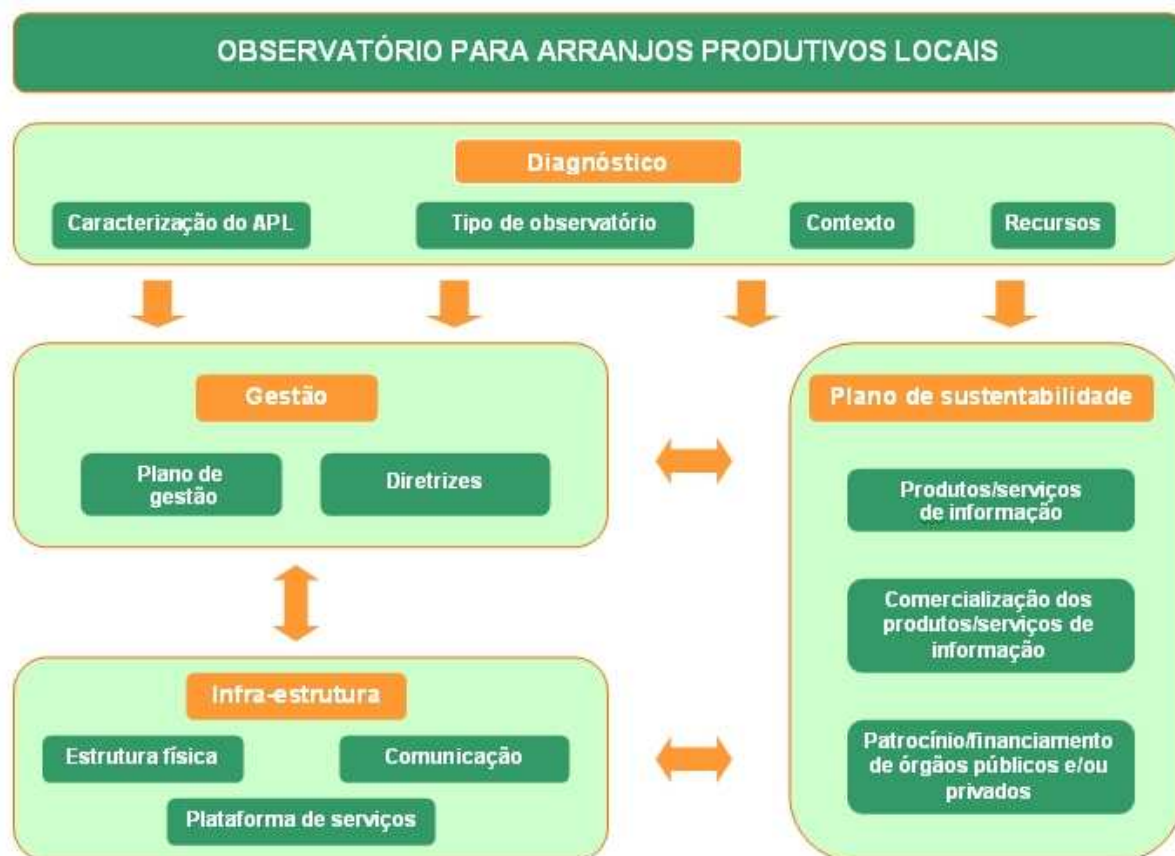 OBSERVATÓRIO PARA ARRANJOS PRODUTIVOS LOCAIS
Diagnóstico
Caracterização do APL
Tipo de observatório
Contexto
Recursos
Gestão
Plano de
gestão
Diretrizes
Plano de sustentabilidade
Produtos/serviços
de informação
Comercialização dos
produtos/serviços de
informação
Patrocínio/financiamento
de órgãos públicos e/ou
privados
Infra-estrutura
Estrutura física
Comunicação
Plataforma de serviços